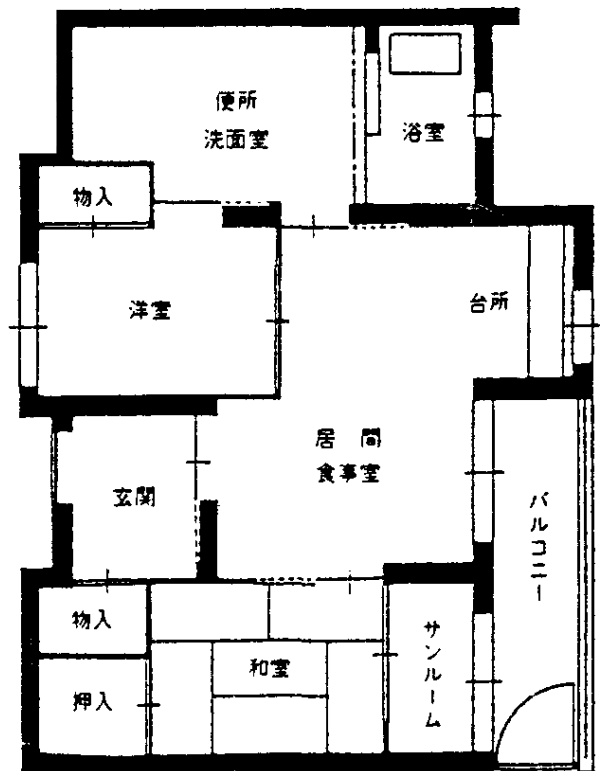 便所
洗面室
浴室
物入
洋室
台所
居間
食事室
玄関
バルコニー
物入
和室
サンルーム
押入